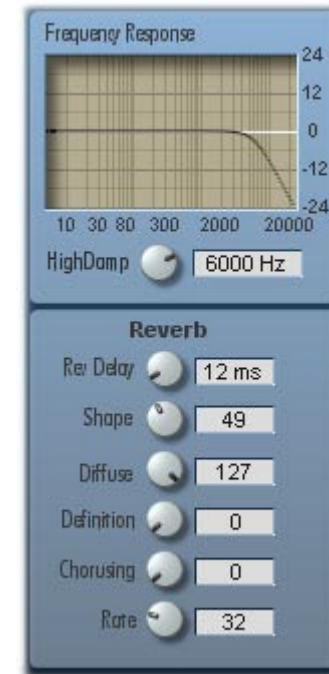 Frequency Response
24
12
0
-12
-24
10 30 80 300 2000 20000
HighDamp 6000 Hz
Reverb
Rev Delay 12 ms
Shape 49
Diffuse 127
Definition 0
Chorusing 0
Rate 32